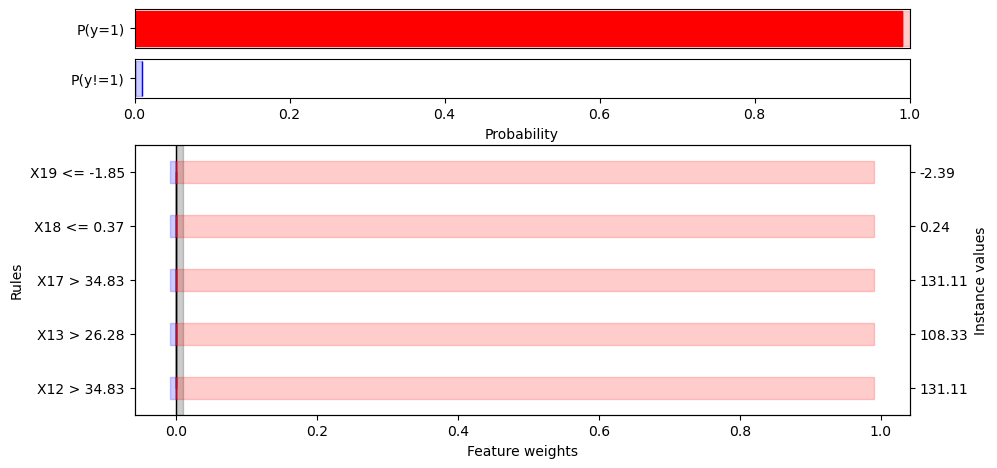 P(y=1)
P(y!=1)
0.0 0.2 0.4 0.6 0.8 1.0
Probability
X19 <= -1.85 -2.39
X18 <= 0.37 0.24
X17 > 34.83 131.11
X13 > 26.28 108.33
X12 > 34.83 131.11
Rules
Instance values
0.0 0.2 0.4 0.6 0.8 1.0
Feature weights